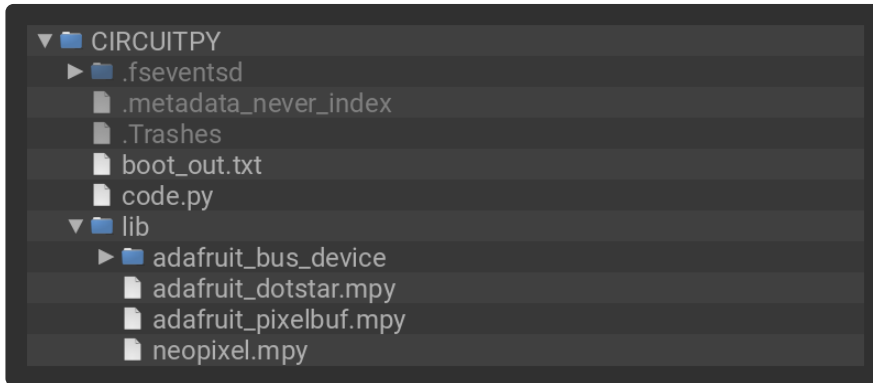 CIRCUITPY
.fseventsd
.metadata_never_index
.Trashes
boot_out.txt
code.py
lib
adafruit_bus_device
adafruit_dotstar.mpy
adafruit_pixelbuf.mpy
neopixel.mpy